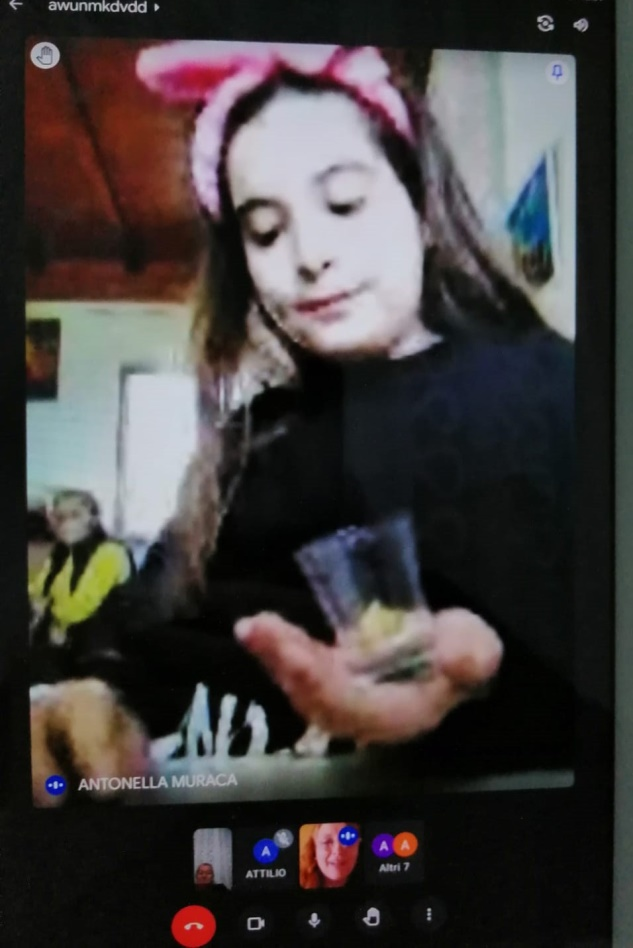 awunmkdvdd
ANTONELLA MURACA
A
ATTILIO
A A
Altri 7